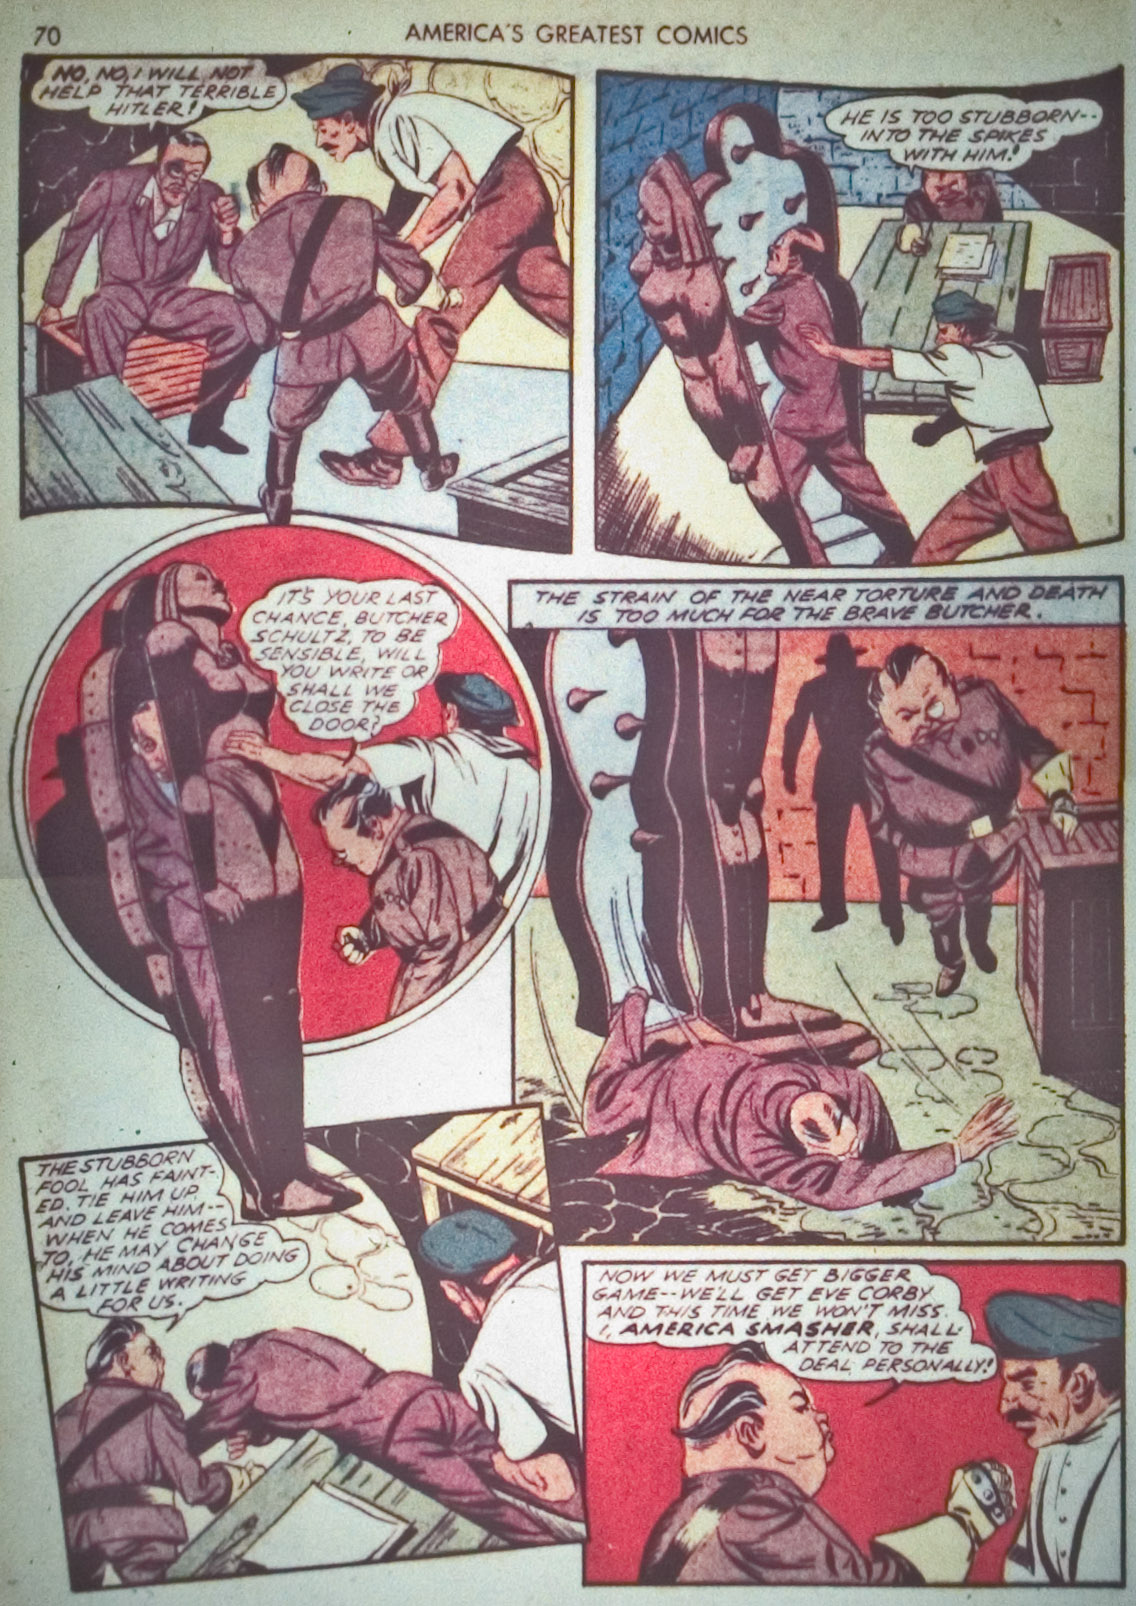 70
AMERICA'S GREATEST COMICS
NO, NO, I WILL NOT
HELP THAT TERRIBLE
HITLER!
HE IS TOO STUBBORN--
INTO THE SPIKES
WITH HIM!
IT'S YOUR LAST
CHANCE, BUTCHER
SCHULTZ, TO BE
SENSIBLE, WILL
YOU WRITE OR
SHALL WE
CLOSE THE
DOOR?
THE STRAIN OF THE NEAR TORTURE AND DEATH
IS TOO MUCH FOR THE BRAVE BUTCHER.
THE STUBBORN
FOOL HAS FAINT-
ED. TIE HIM UP
AND LEAVE HIM--
WHEN HE COMES
TO, HE MAY CHANGE
HIS MIND ABOUT DOING
A LITTLE WRITING
FOR US.
NOW WE MUST GET BIGGER
GAME--WE'LL GET EVE CORBY
AND THIS TIME WE WON'T MISS.
I, AMERICA SMASHER, SHALL
ATTEND TO THE
DEAL PERSONALLY!